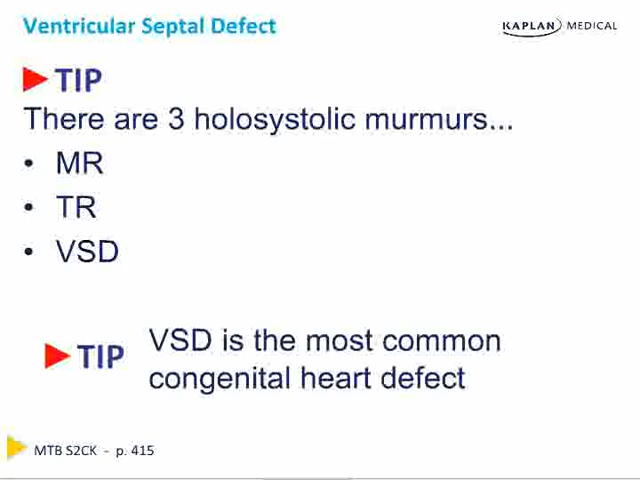 Ventricular Septal Defect
KAPLAN MEDICAL
TIP
There are 3 holosystolic murmurs...
• MR
• TR
• VSD
TIP
VSD is the most common
congenital heart defect
MTB S2CK - p. 415